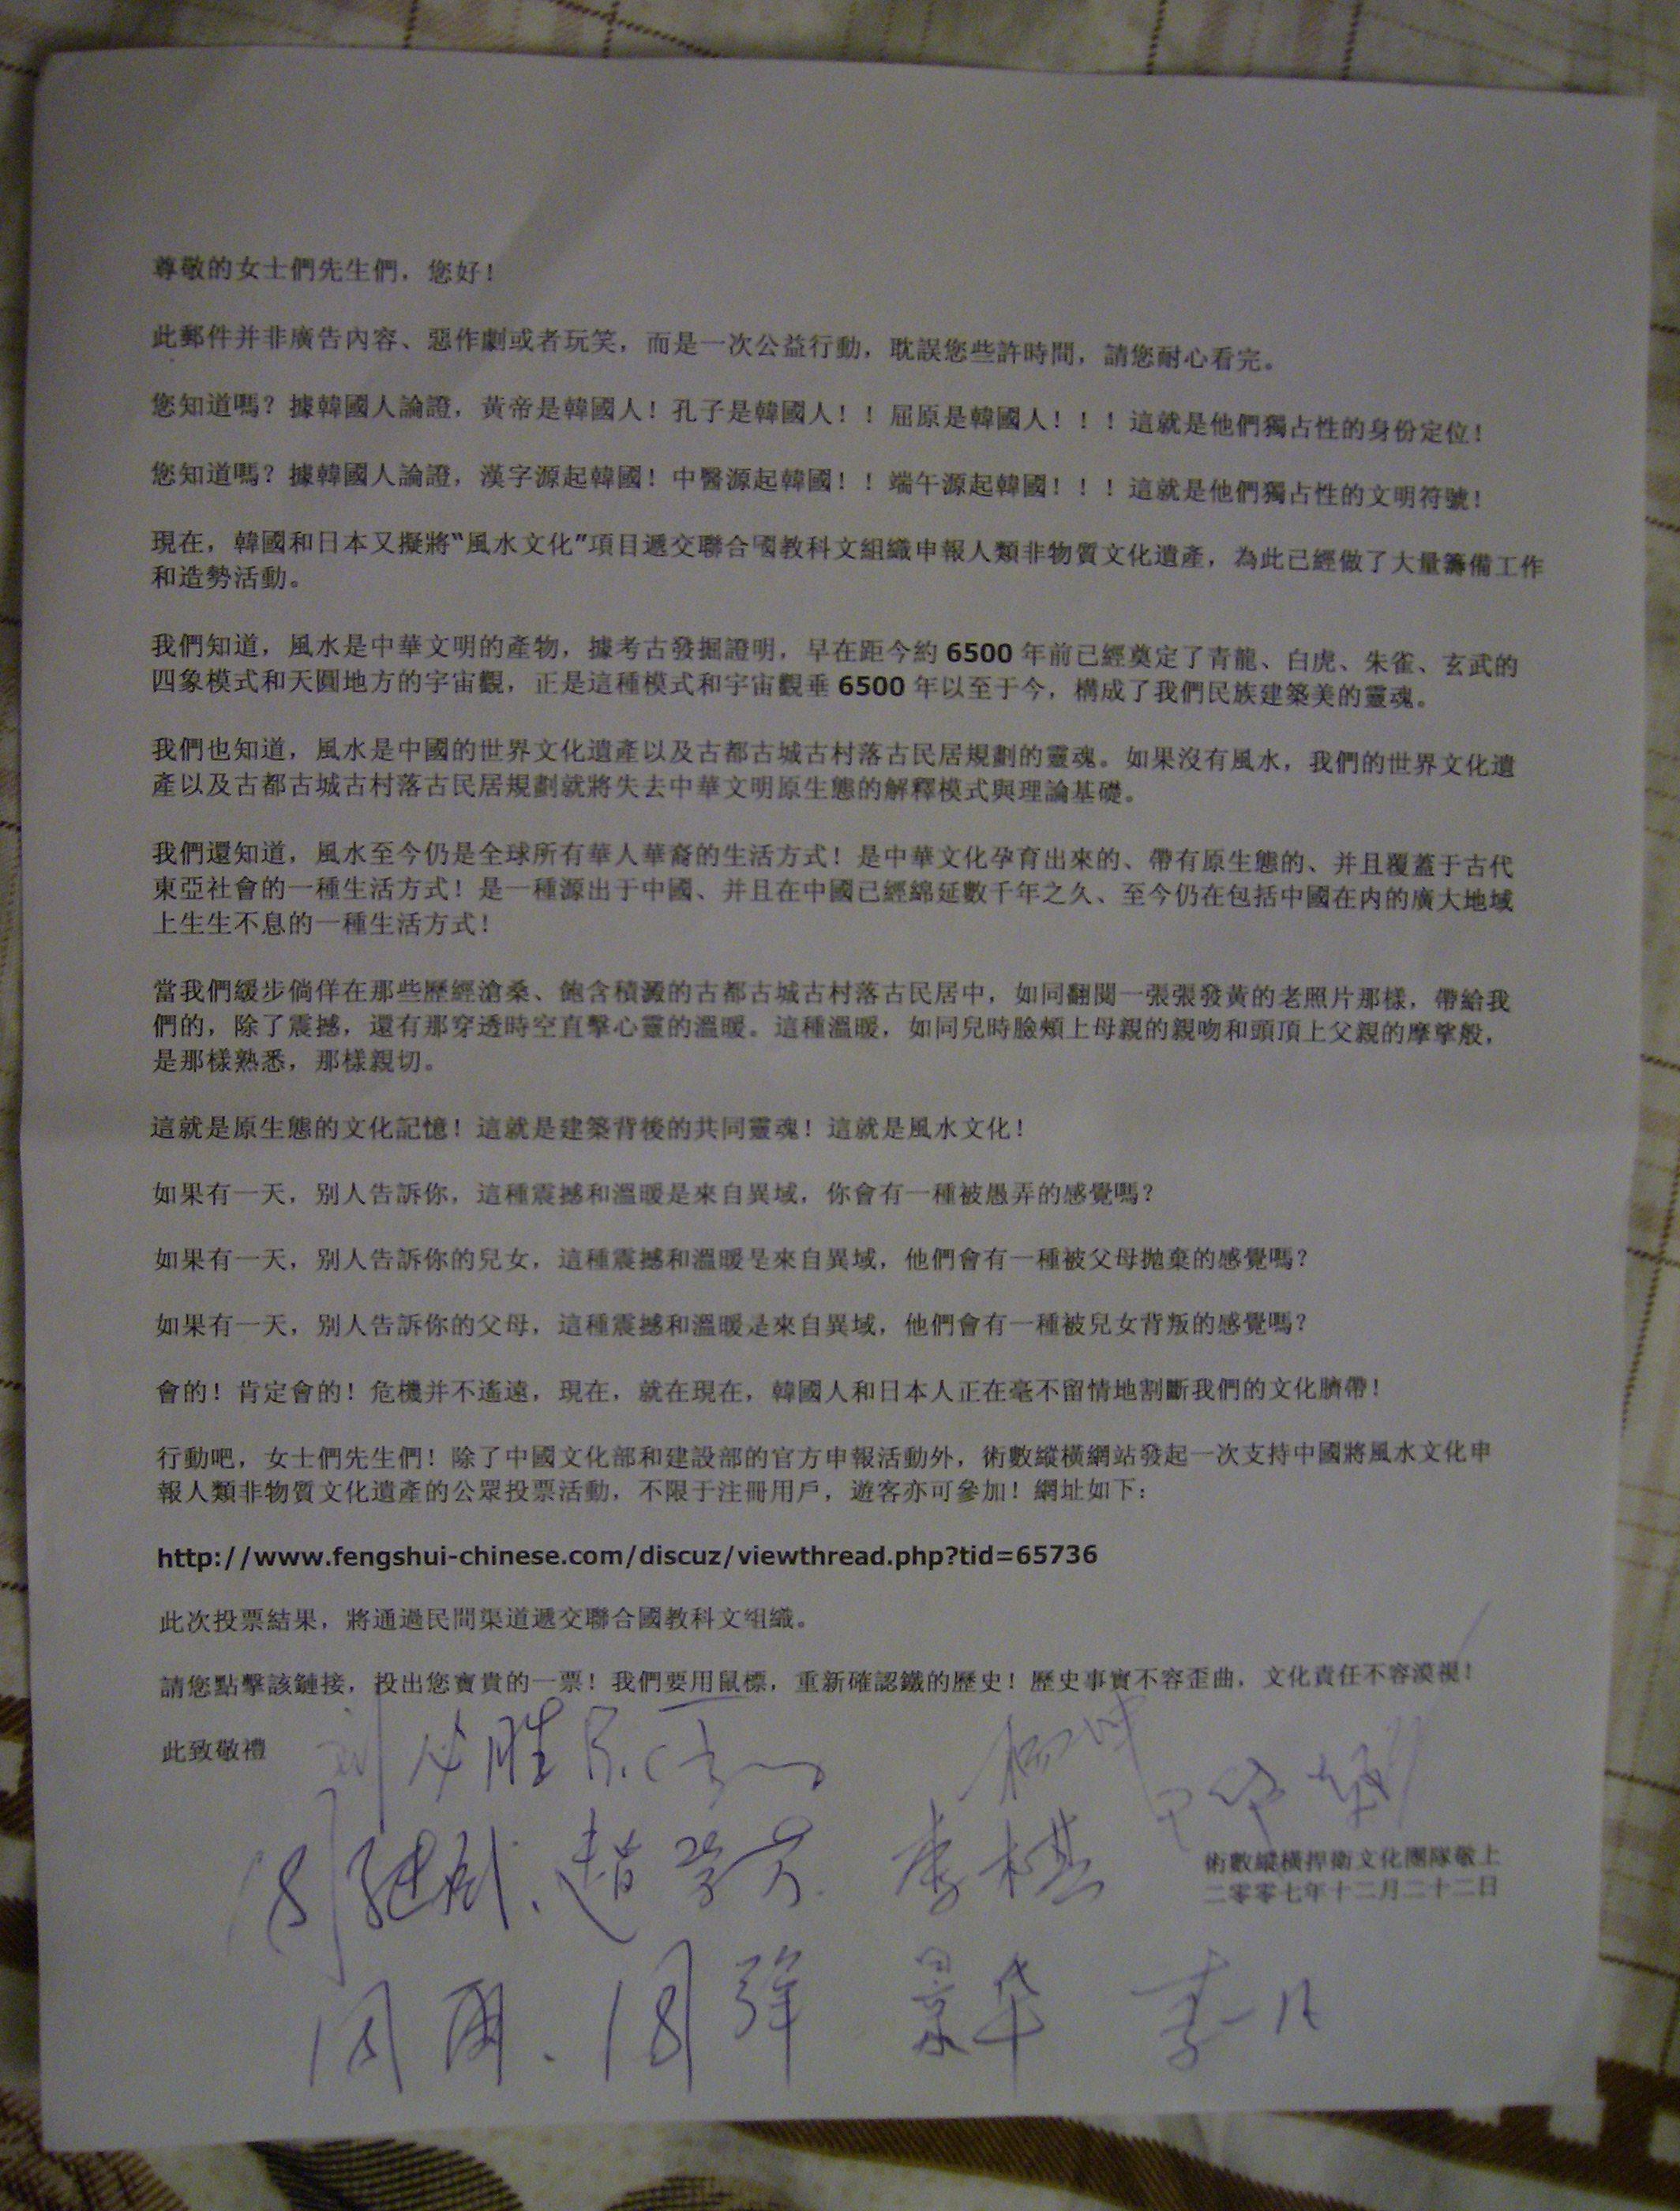 尊敬的女士們先生們，您好！
此郵件并非廣告內容、惡作劇或者玩笑，而是一次公益行動，耽誤您些許時間，請您耐心看完。
您知道嗎？據韓國人論證，黃帝是韓國人！孔子是韓國人！！屈原是韓國人！！！這就是他們獨占性的身份定位！
您知道嗎？據韓國人論證，漢字源起韓國！中醫源起韓國！！端午源起韓國！！！這就是他們獨占性的文明符號！
現在，韓國和日本又擬將“風水文化”項目遞交聯合國教科文組織申報人類非物質文化遺產，為此已經做了大量籌備工作
和造勢活動。
我們知道，風水是中華文明的產物，據考古發掘證明，早在距今約 6500 年前已經奠定了青龍、白虎、朱雀、玄武的
四象模式和天圓地方的宇宙觀，正是這種模式和宇宙觀垂 6500 年以至于今，構成了我們民族建築美的靈魂。
我們也知道，風水是中國的世界文化遺產以及古都古城古村落古民居規劃的靈魂。如果沒有風水，我們的世界文化遺
產以及古都古城古村落古民居規劃就將失去中華文明原生態的解釋模式與理論基礎。
我們還知道，風水至今仍是全球所有華人華裔的生活方式！是中華文化孕育出來的、帶有原生態的、并且覆蓋于古代
東亞社會的一種生活方式！是一種源出于中國、并且在中國已經綿延數千年之久、至今仍在包括中國在內的廣大地域
上生生不息的一種生活方式！
當我們緩步倘佯在那些歷經滄桑、飽含積澱的古都古城古村落古民居中，如同翻閱一張張發黃的老照片那樣，帶給我
們的，除了震撼，還有那穿透時空直擊心靈的溫暖。這種溫暖，如同兒時臉頰上母親的親吻和頭頂上父親的摩挲般，
是那樣熟悉，那樣親切。
這就是原生態的文化記憶！這就是建築背後的共同靈魂！這就是風水文化！
如果有一天，別人告訴你，這種震撼和溫暖是來自異域，你會有一種被愚弄的感覺嗎？
如果有一天，別人告訴你的兒女，這種震撼和溫暖是來自異域，他們會有一種被父母拋棄的感覺嗎？
如果有一天，別人告訴你的父母，這種震撼和溫暖是來自異域，他們會有一種被兒女背叛的感覺嗎？
會的！肯定會的！危機并不遙遠，現在，就在現在，韓國人和日本人正在毫不留情地割斷我們的文化臍帶！
行動吧，女士們先生們！除了中國文化部和建設部的官方申報活動外，術數縱橫網站發起一次支持中國將風水文化申
報人類非物質文化遺產的公眾投票活動，不限于注冊用戶，遊客亦可參加！網址如下：
http://www.fengshui-chinese.com/discuz/viewthread.php?tid=65736
此次投票結果，將通過民間渠道遞交聯合國教科文組織。
請您點擊該鏈接，投出您寶貴的一票！我們要用鼠標，重新確認鐵的歷史！歷史事實不容歪曲，文化責任不容漠視！
此致敬禮
術數縱橫捍衛文化團隊敬上
二零零七年十二月二十二日
周強 景华